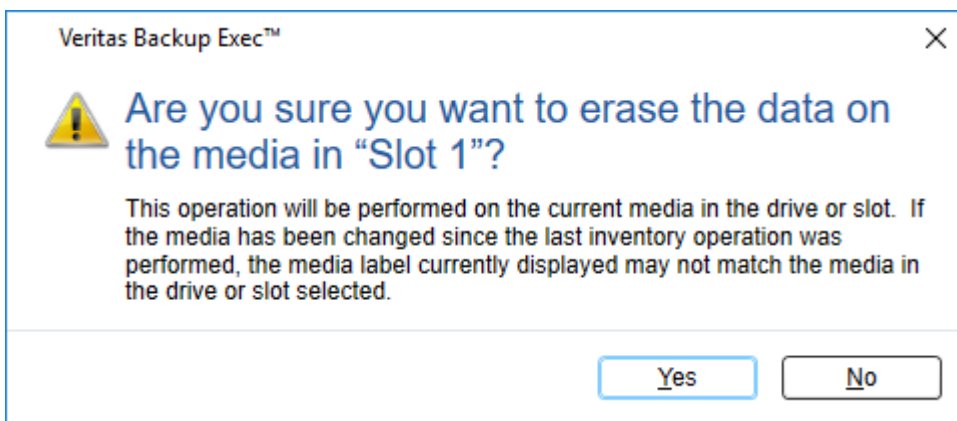 Veritas Backup Exec™
Are you sure you want to erase the data on
the media in “Slot 1”?
This operation will be performed on the current media in the drive or slot.  If
the media has been changed since the last inventory operation was
performed, the media label currently displayed may not match the media in
the drive or slot selected.
Yes
No